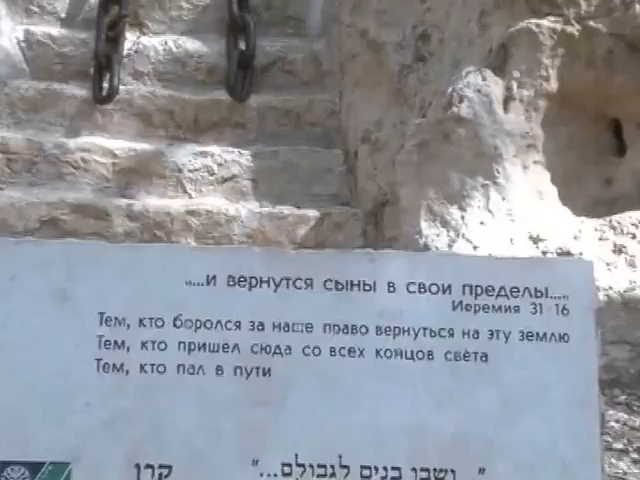 „....и вернутся сыны в свои пределы....„
Иеремия 31 16
Тем, кто боролся за наше право вернуться на эту землю
Тем, кто пришёл сюда со всех концов света
Тем, кто пал в пути
קרן "...ושבו בנים לגבולם..."